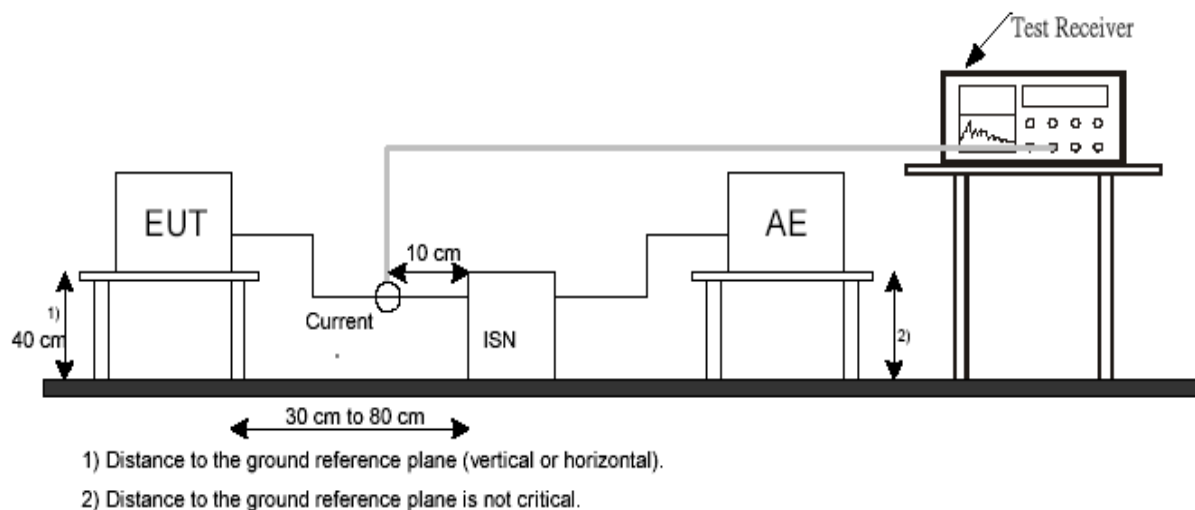 Test Receiver
EUT
AE
10 cm
1)
40 cm
Current
ISN
2)
30 cm to 80 cm
1) Distance to the ground reference plane (vertical or horizontal).
2) Distance to the ground reference plane is not critical.